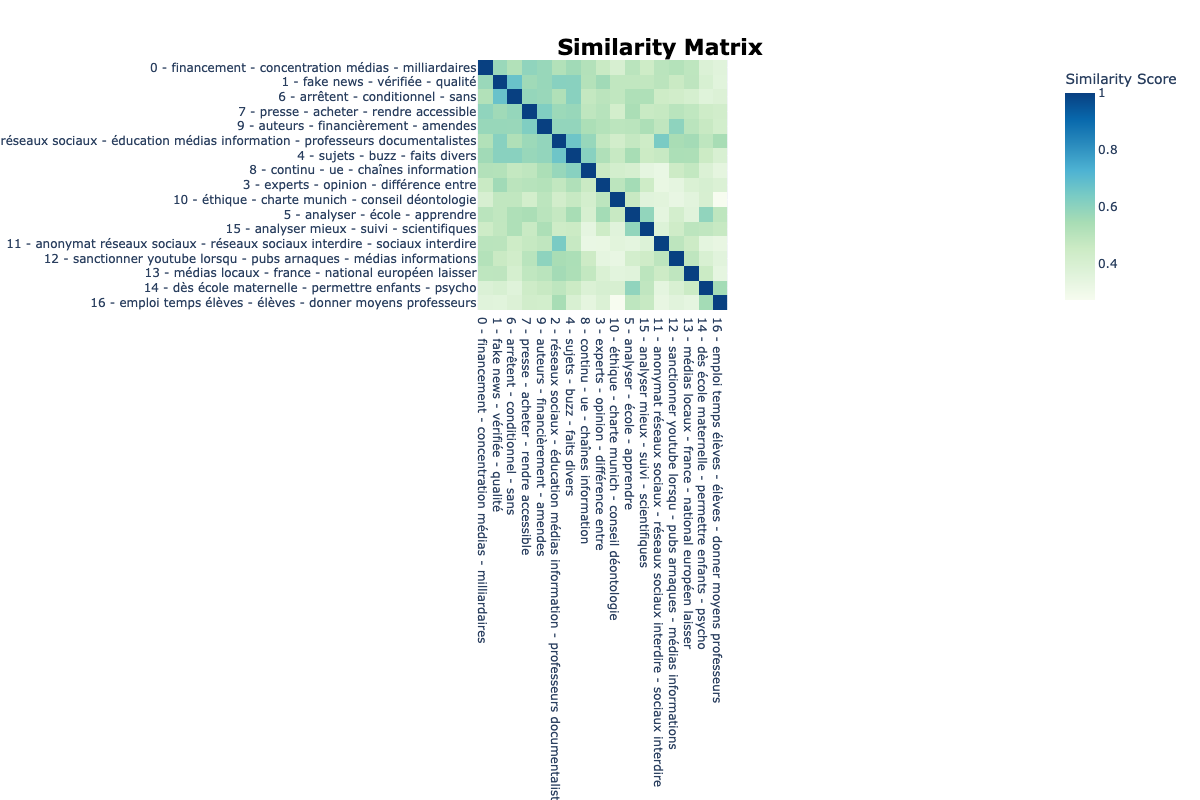 Similarity Matrix
0 - financement - concentration médias - milliardaires
1 - fake news - vérifiée - qualité
6 - arrêtent - conditionnel - sans
7 - presse - acheter - rendre accessible
9 - auteurs - financièrement - amendes
réseaux sociaux - éducation médias information - professeurs documentalistes
4 - sujets - buzz - faits divers
8 - continu - ue - chaînes information
3 - experts - opinion - différence entre
10 - éthique - charte munich - conseil déontologie
5 - analyser - école - apprendre
15 - analyser mieux - suivi - scientifiques
11 - anonymat réseaux sociaux - réseaux sociaux interdire - sociaux interdire
12 - sanctionner youtube lorsqu - pubs arnaques - médias informations
13 - médias locaux - france - national européen laisser
14 - dès école maternelle - permettre enfants - psycho
16 - emploi temps élèves - élèves - donner moyens professeurs
0 - financement - concentration médias - milliardaires
1 - fake news - vérifiée - qualité
6 - arrêtent - conditionnel - sans
7 - presse - acheter - rendre accessible
9 - auteurs - financièrement - amendes
2 - réseaux sociaux - éducation médias information - professeurs documentalist
4 - sujets - buzz - faits divers
8 - continu - ue - chaînes information
3 - experts - opinion - différence entre
10 - éthique - charte munich - conseil déontologie
5 - analyser - école - apprendre
15 - analyser mieux - suivi - scientifiques
11 - anonymat réseaux sociaux - réseaux sociaux interdire - sociaux interdire
12 - sanctionner youtube lorsqu - pubs arnaques - médias informations
13 - médias locaux - france - national européen laisser
14 - dès école maternelle - permettre enfants - psycho
16 - emploi temps élèves - élèves - donner moyens professeurs
Similarity Score
1
0.8
0.6
0.4